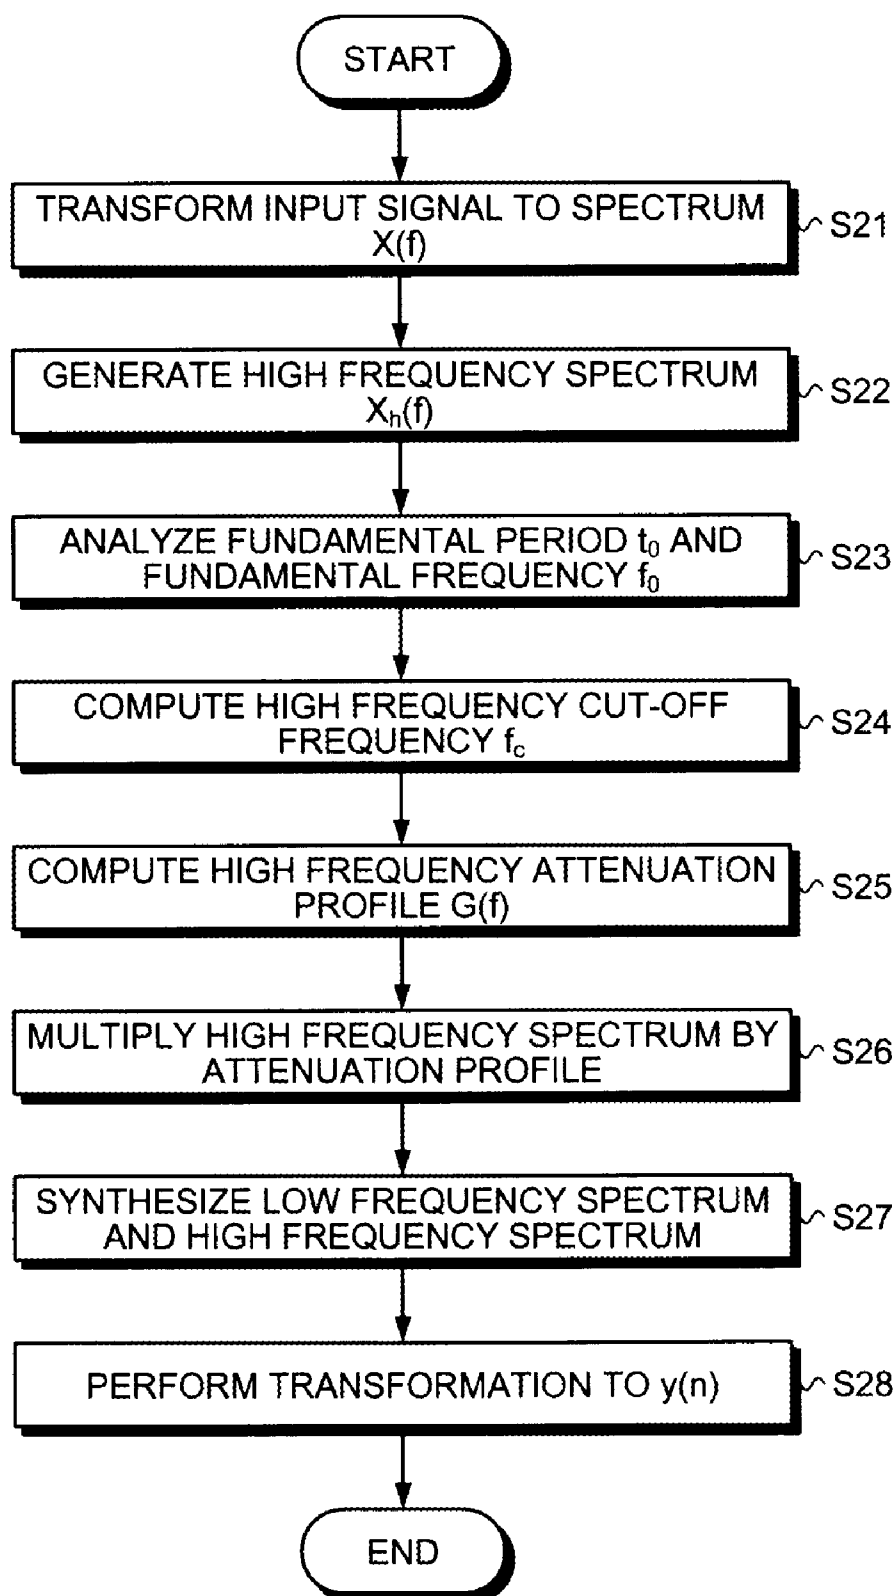 START
TRANSFORM INPUT SIGNAL TO SPECTRUM
X(f)
S21
GENERATE HIGH FREQUENCY SPECTRUM
Xₕ(f)
S22
ANALYZE FUNDAMENTAL PERIOD t₀ AND
FUNDAMENTAL FREQUENCY f₀
S23
COMPUTE HIGH FREQUENCY CUT-OFF
FREQUENCY f꜀
S24
COMPUTE HIGH FREQUENCY ATTENUATION
PROFILE G(f)
S25
MULTIPLY HIGH FREQUENCY SPECTRUM BY
ATTENUATION PROFILE
S26
SYNTHESIZE LOW FREQUENCY SPECTRUM
AND HIGH FREQUENCY SPECTRUM
S27
PERFORM TRANSFORMATION TO y(n)
S28
END